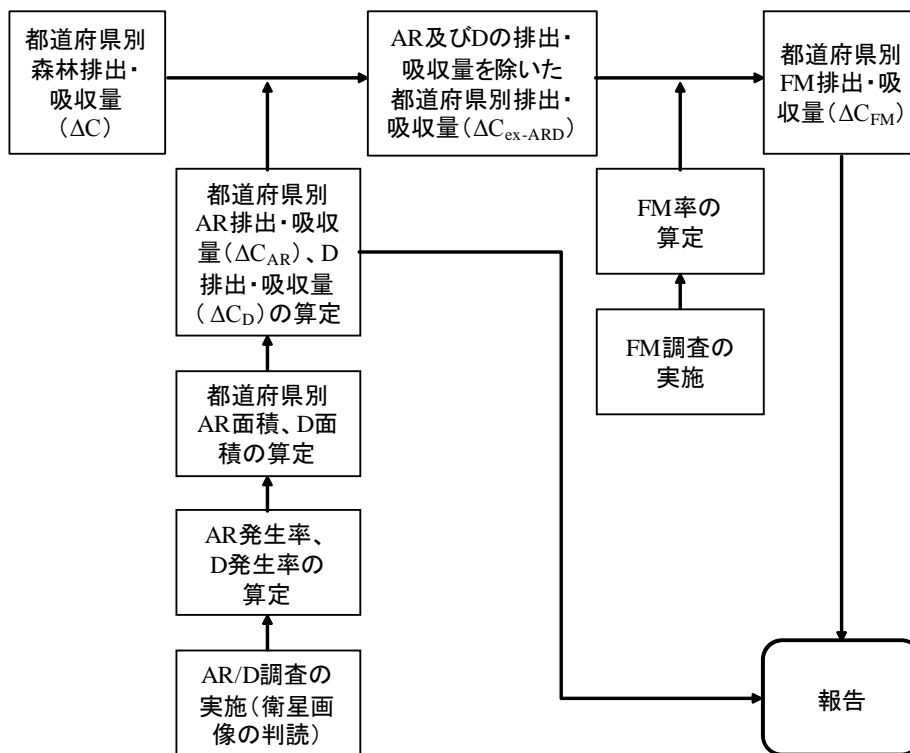 都道府県別
森林排出・
吸収量
（ΔC）
AR及びDの排出・
吸収量を除いた
都道府県別排出・
吸収量（ΔCex-ARD）
都道府県別
FM排出・吸
収量（ΔCFM）
都道府県別
AR排出・吸収
量（ΔCAR）、D
排出・吸収量
（ΔCD）の算定
FM率の
算定
FM調査の
実施
都道府県別
AR面積、D面
積の算定
AR発生率、
D発生率の
算定
AR/D調査の
実施（衛星画
像の判読）
報告